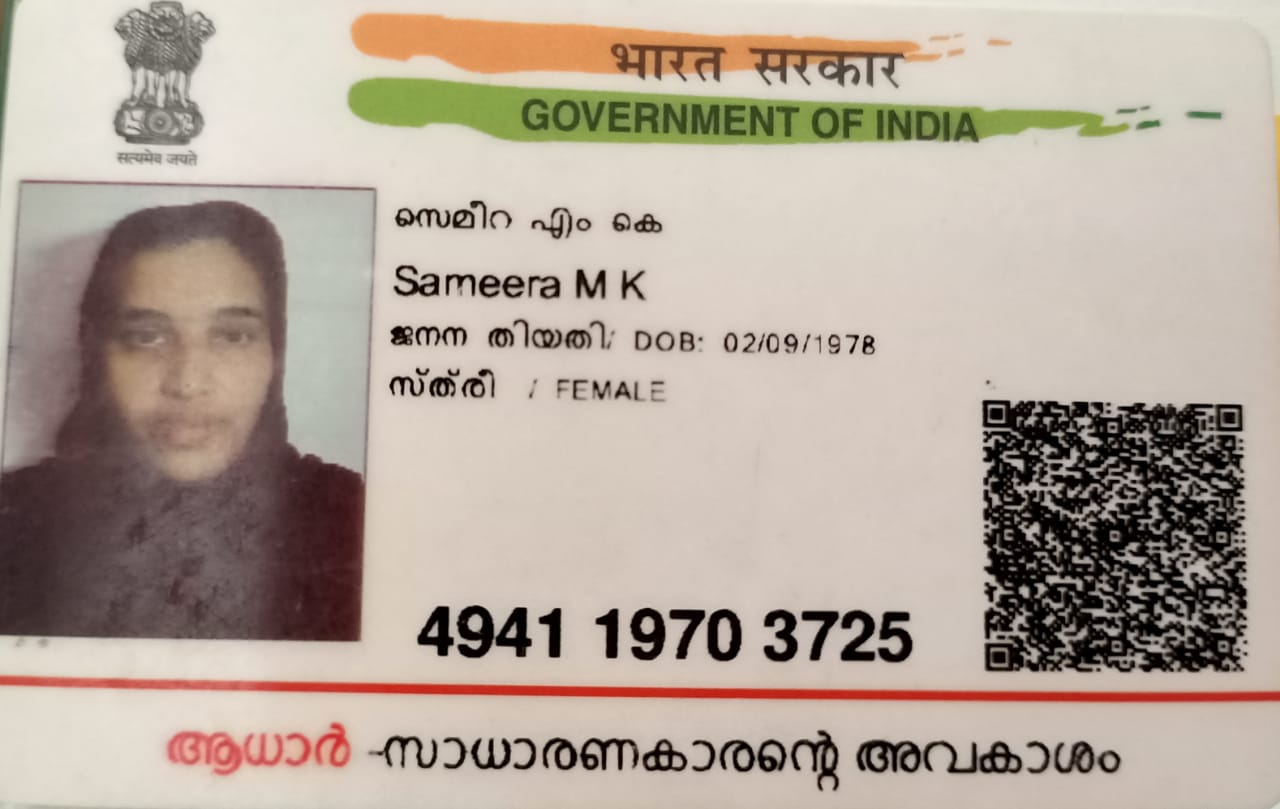 सत्यमेव जयते
भारत सरकार
GOVERNMENT OF INDIA
സെമീറ എം കെ
Sameera M K
ജനന തിയതി/ DOB: 02/09/1978
സ്ത്രീ / FEMALE
4941 1970 3725
ആധാർ -സാധാരണകാരന്റെ അവകാശം